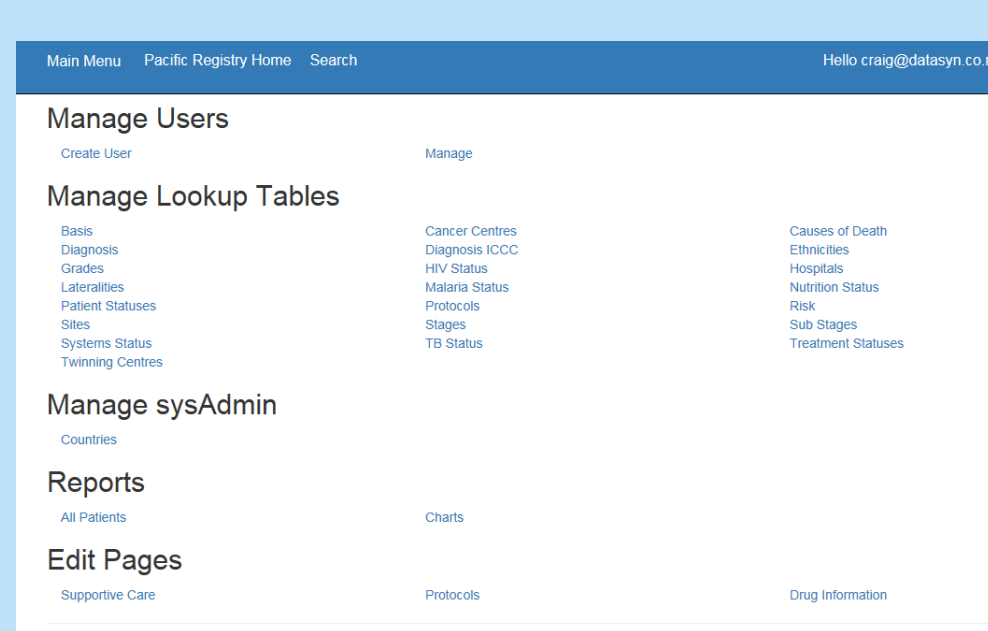 Main Menu Pacific Registry Home Search Hello craig@datasyn.co.
Manage Users
Create User Manage
Manage Lookup Tables
Basis Cancer Centres Causes of Death
Diagnosis Diagnosis ICCC Ethnicities
Grades HIV Status Hospitals
Lateralities Malaria Status Nutrition Status
Patient Statuses Protocols Risk
Sites Stages Sub Stages
Systems Status TB Status Treatment Statuses
Twinning Centres
Manage sysAdmin
Countries
Reports
All Patients Charts
Edit Pages
Supportive Care Protocols Drug Information